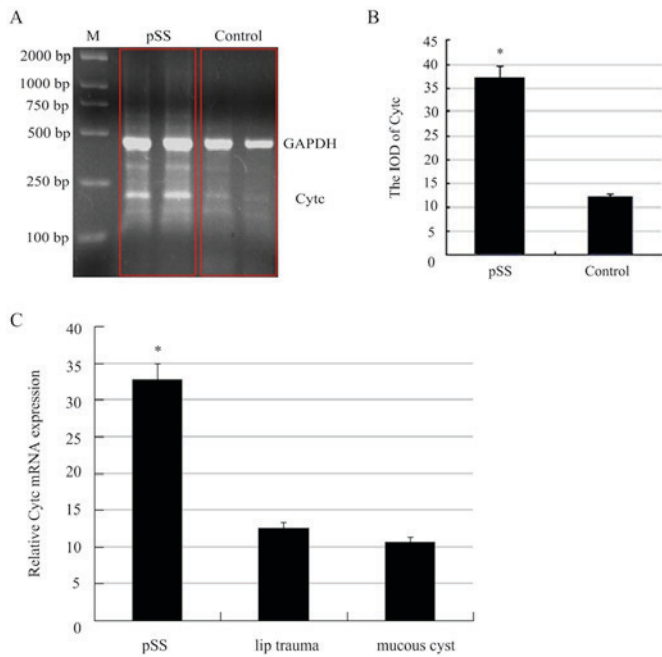 A
M pSS Control
2000 bp
1000 bp
750 bp
500 bp
GAPDH
250 bp
Cytc
100 bp
B
The IOD of Cytc
45
40
35
30
25
20
15
10
5
0
*
pSS Control
C
Relative Cytc mRNA expression
40
35
30
25
20
15
10
5
0
*
pSS lip trauma mucous cyst